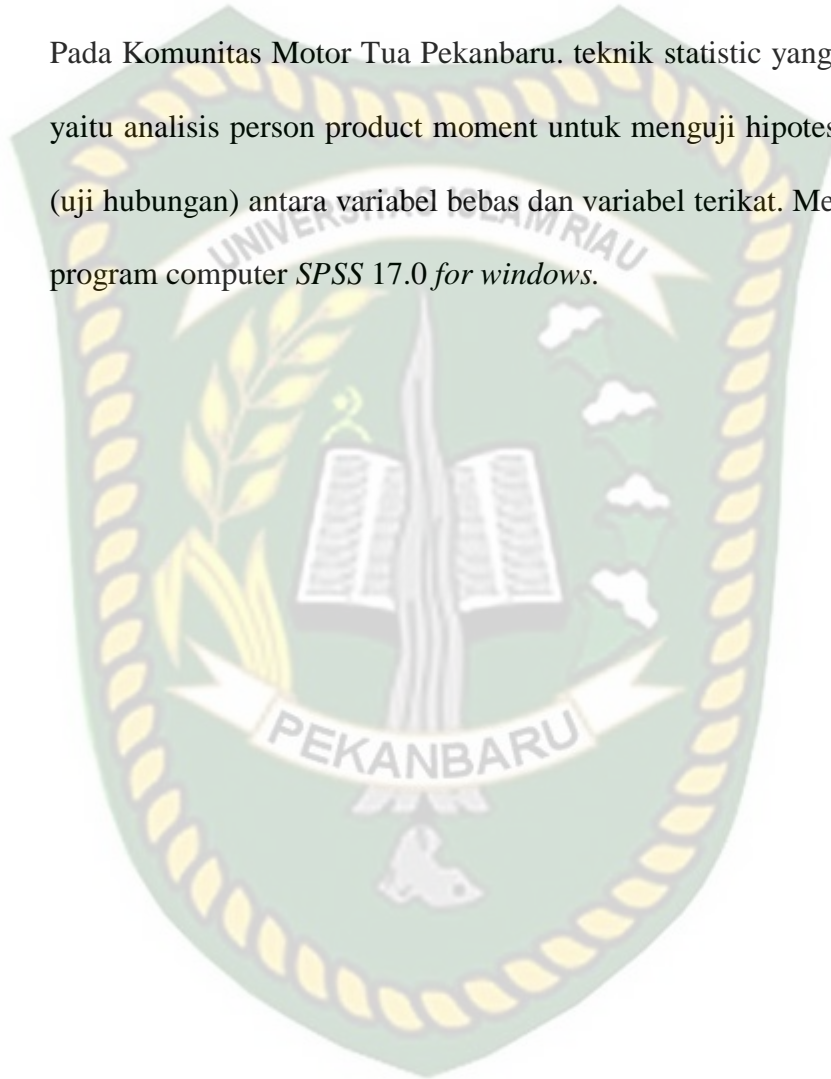 Pada Komunitas Motor Tua Pekanbaru. teknik statistic yang
yaitu analisis person product moment untuk menguji hipotes
(uji hubungan) antara variabel bebas dan variabel terikat. Me
program computer SPSS 17.0 for windows.
UNIVERSITAS ISLAM RIAU
PEKANBARU